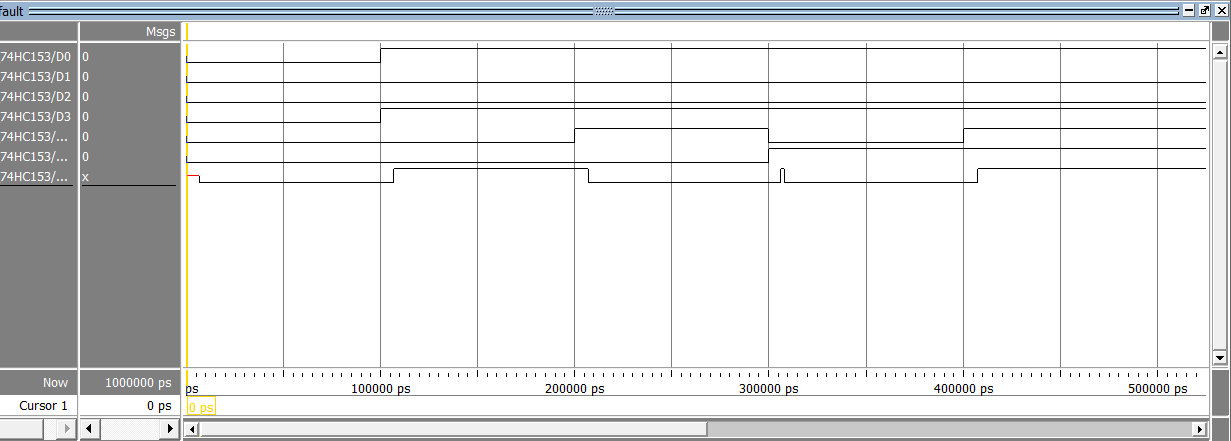 fault
Msgs
74HC153/D0 0
74HC153/D1 0
74HC153/D2 0
74HC153/D3 0
74HC153/... 0
74HC153/... 0
74HC153/... x
Now 1000000 ps
ps 100000 ps 200000 ps 300000 ps 400000 ps 500000 ps
Cursor 1 0 ps
0 ps